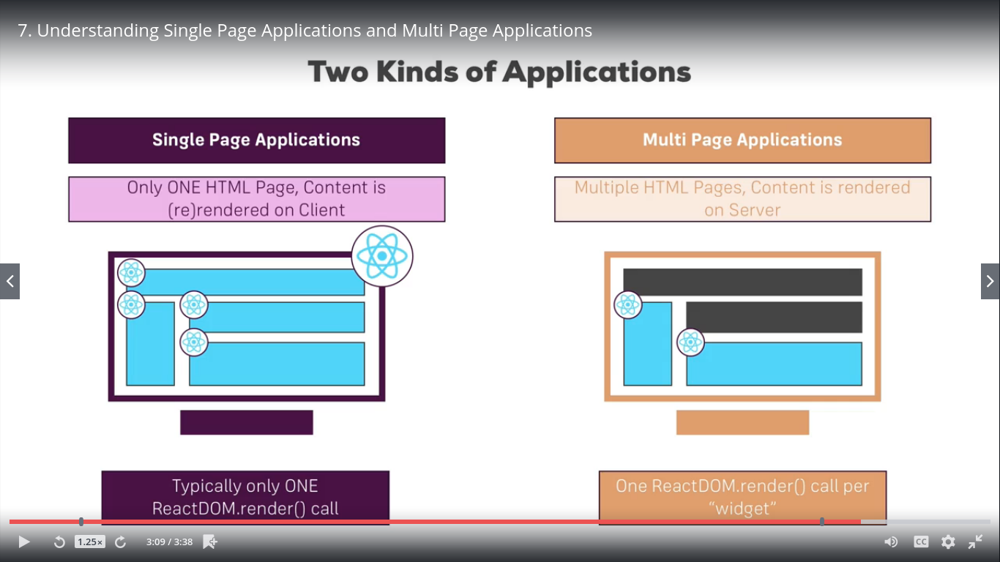 7. Understanding Single Page Applications and Multi Page Applications
Two Kinds of Applications
Single Page Applications
Only ONE HTML Page, Content is
(re)rendered on Client
Typically only ONE
ReactDOM.render() call
Multi Page Applications
Multiple HTML Pages, Content is rendered
on Server
One ReactDOM.render() call per
“widget”
1.25×
3:09 / 3:38
CC